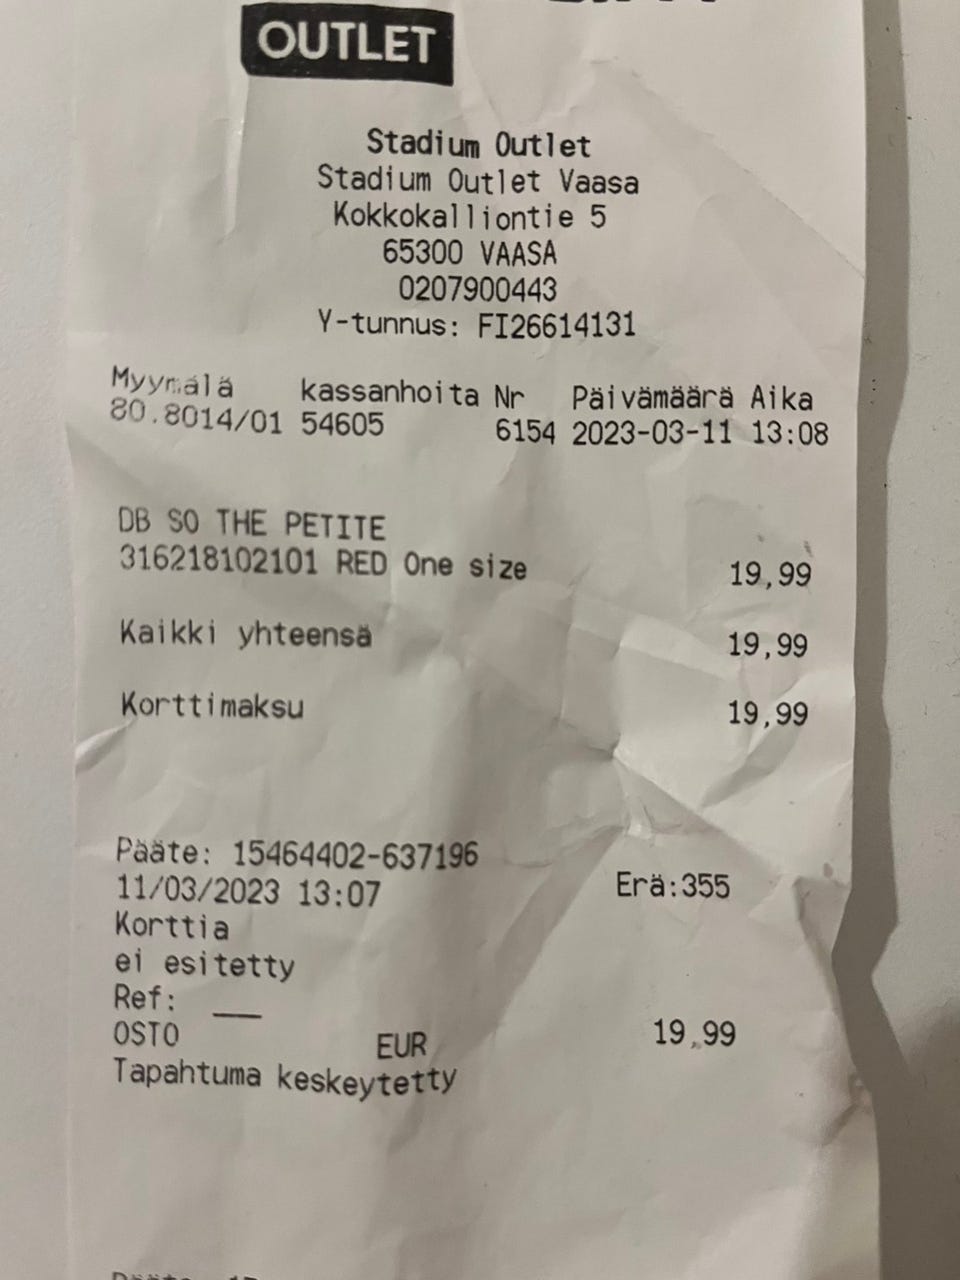 OUTLET
Stadium Outlet
Stadium Outlet Vaasa
Kokkokalliontie 5
65300 VAASA
0207900443
Y-tunnus: FI26614131
Myymälä kassanhoita Nr Päivämäärä Aika
80.8014/01 54605 6154 2023-03-11 13:08
DB SO THE PETITE
316218102101 RED One size 19,99
Kaikki yhteensä 19,99
Korttimaksu 19,99
Pääte: 15464402-637196
11/03/2023 13:07 Erä:355
Korttia
ei esitetty
Ref: __
OSTO EUR 19,99
Tapahtuma keskeytetty